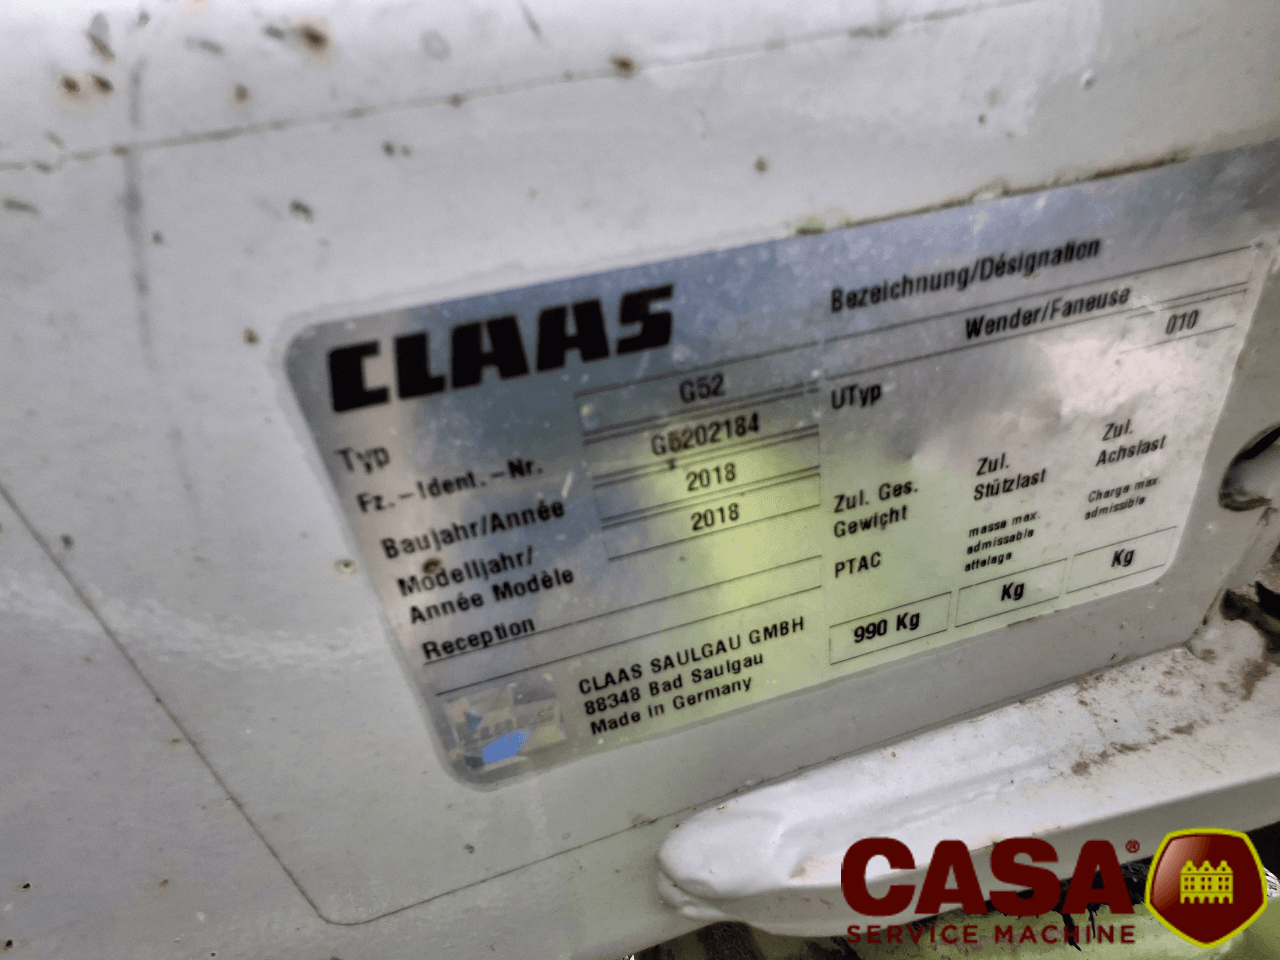 CLAAS
Bezeichnung/Désignation
Wender/Faneuse
Typ
G52
UTyp
010
Fz.-Ident.-Nr.
G5202184
Baujahr/Année
2018
Modelljahr/
Année Modèle
2018
Reception
Zul. Ges.
Gewicht
PTAC
990 Kg
Zul.
Stützlast
masse max.
admissable
attelage
Kg
Zul.
Achslast
Charge max.
admissible
Kg
CLAAS SAULGAU GMBH
88348 Bad Saulgau
Made in Germany
CASA®
SERVICE MACHINE